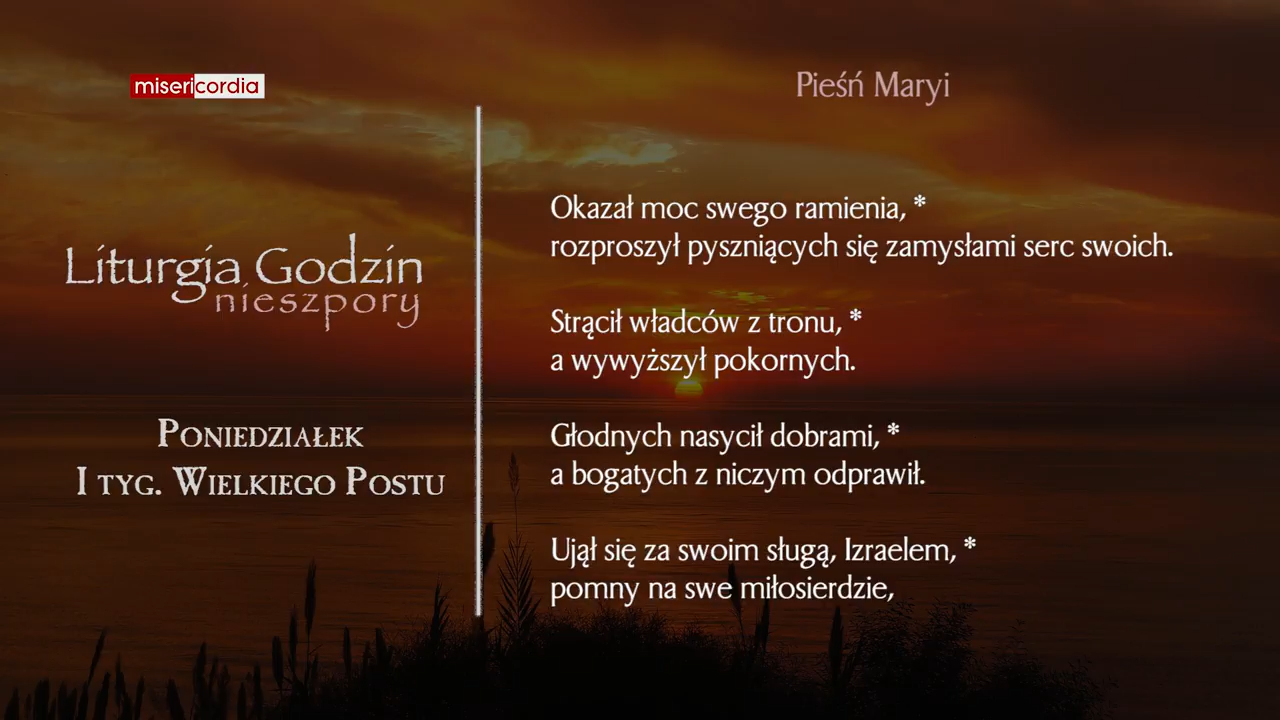 misericordia
Liturgia Godzin
nieszpory
Poniedziałek
I tyg. Wielkiego Postu
Pieśń Maryi
Okazał moc swego ramienia, *
rozproszył pyszniących się zamysłami serc swoich.
Strącił władców z tronu, *
a wywyższył pokornych.
Głodnych nasycił dobrami, *
a bogatych z niczym odprawił.
Ujął się za swoim sługą, Izraelem, *
pomny na swe miłosierdzie,